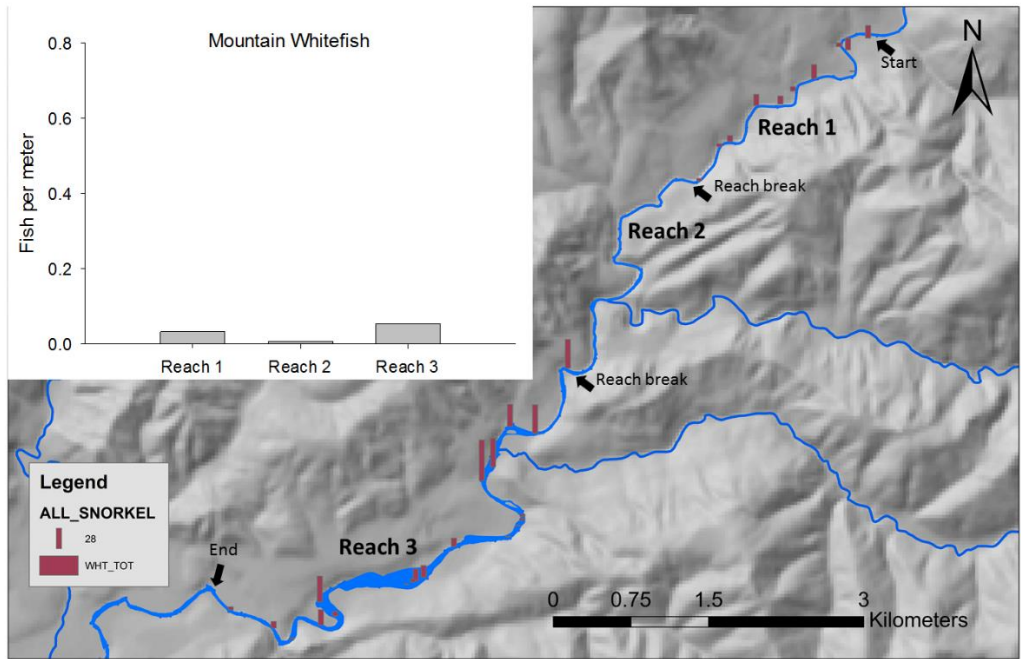 Mountain Whitefish
Fish per meter
0.8
0.6
0.4
0.2
0.0
Reach 1
Reach 2
Reach 3
N
Start
Reach 1
Reach break
Reach 2
Reach break
Reach 3
End
Legend
ALL_SNORKEL
28
WHT_TOT
0 0.75 1.5 3
Kilometers